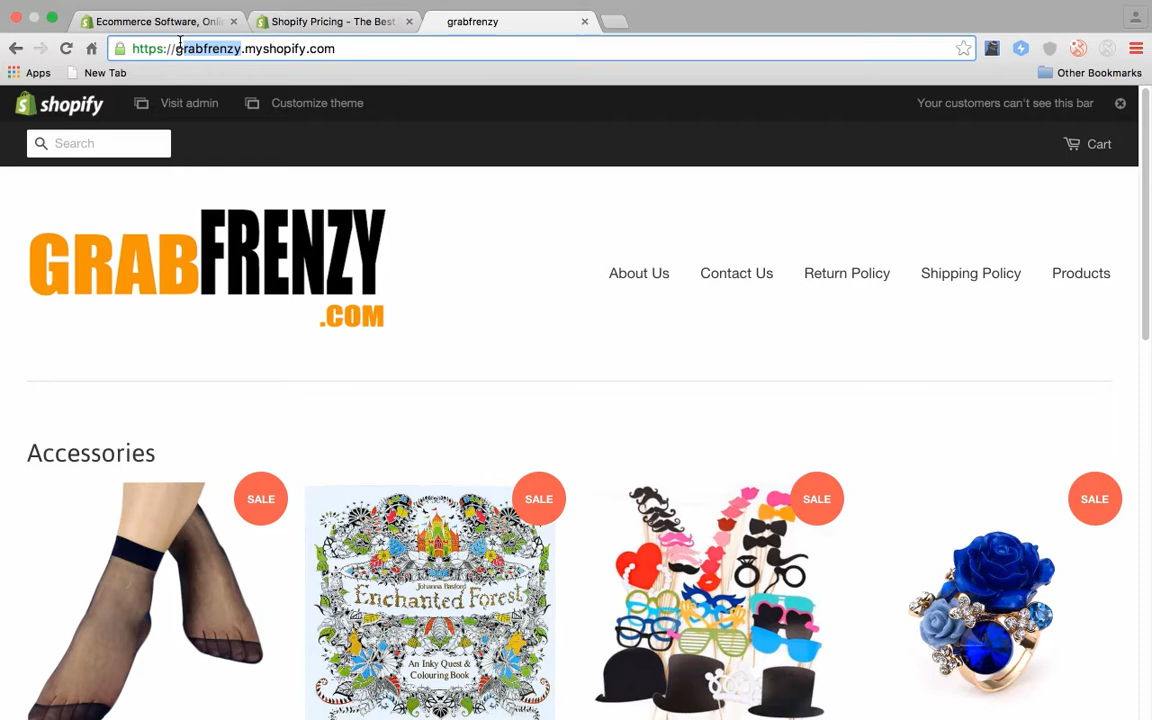 Ecommerce Software, Onli
Shopify Pricing - The Best
grabfrenzy
https://grabfrenzy.myshopify.com
Apps
New Tab
Other Bookmarks
shopify
Visit admin
Customize theme
Your customers can't see this bar
Search
Cart
GRABFRENZY
.COM
About Us
Contact Us
Return Policy
Shipping Policy
Products
Accessories
SALE
SALE
SALE
SALE
Johanna Basford
Enchanted Forest
An Inky Quest &
Colouring Book